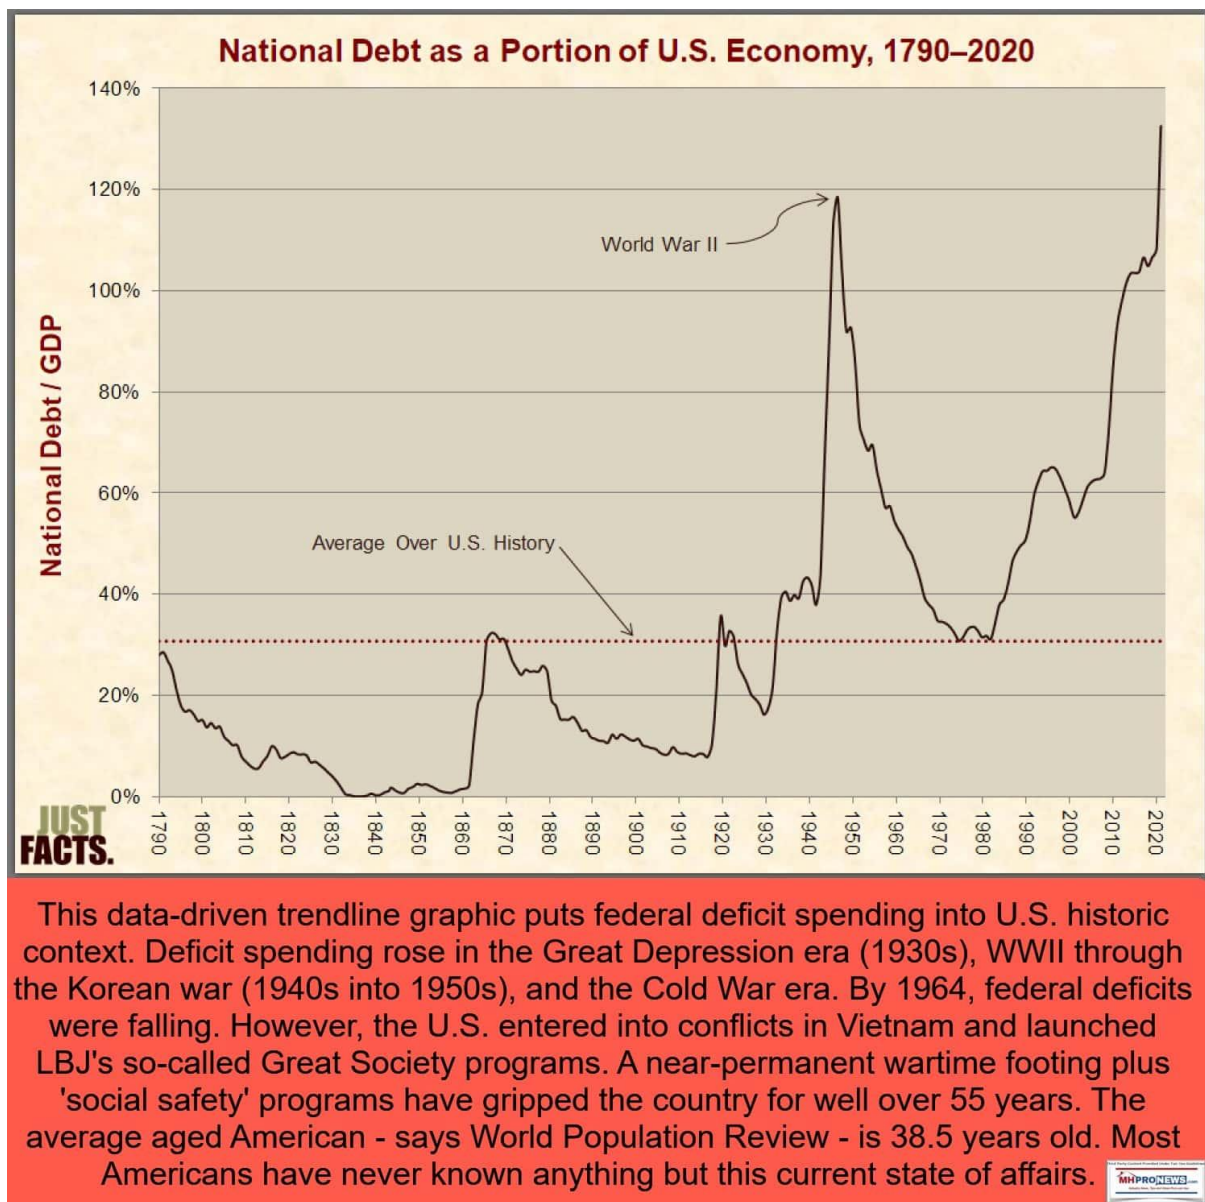 National Debt as a Portion of U.S. Economy, 1790–2020
140%
120%
100%
80%
60%
40%
20%
0%
National Debt / GDP
World War II
Average Over U.S. History
1790
1800
1810
1820
1830
1840
1850
1860
1870
1880
1890
1900
1910
1920
1930
1940
1950
1960
1970
1980
1990
2000
2010
2020
JUST
FACTS.
This data-driven trendline graphic puts federal deficit spending into U.S. historic
context. Deficit spending rose in the Great Depression era (1930s), WWII through
the Korean war (1940s into 1950s), and the Cold War era. By 1964, federal deficits
were falling. However, the U.S. entered into conflicts in Vietnam and launched
LBJ's so-called Great Society programs. A near-permanent wartime footing plus
'social safety' programs have gripped the country for well over 55 years. The
average aged American - says World Population Review - is 38.5 years old. Most
Americans have never known anything but this current state of affairs.
MHPRONEWS.com